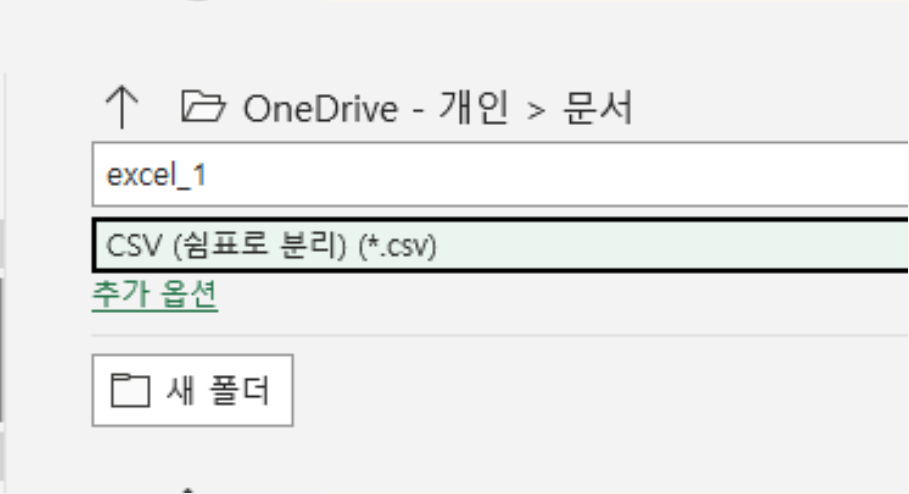 OneDrive - 개인 > 문서
excel_1
CSV (쉼표로 분리) (*.csv)
추가 옵션
새 폴더